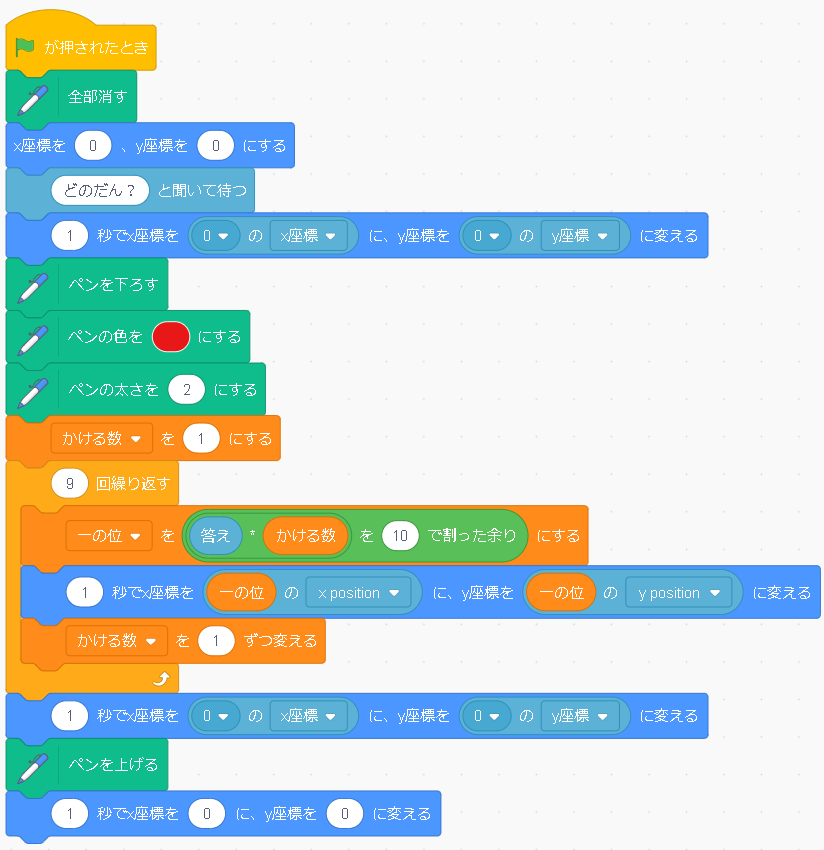 が押されたとき
全部消す
x座標を 0 、y座標を 0 にする
どのだん？ と聞いて待つ
1 秒でx座標を 0 の x座標 に、y座標を 0 の y座標 に変える
ペンを下ろす
ペンの色を にする
ペンの太さを 2 にする
かける数 を 1 にする
9 回繰り返す
一の位 を 答え * かける数 を 10 で割った余り にする
1 秒でx座標を 一の位 の x position に、y座標を 一の位 の y position に変える
かける数 を 1 ずつ変える
1 秒でx座標を 0 の x座標 に、y座標を 0 の y座標 に変える
ペンを上げる
1 秒でx座標を 0 に、y座標を 0 に変える